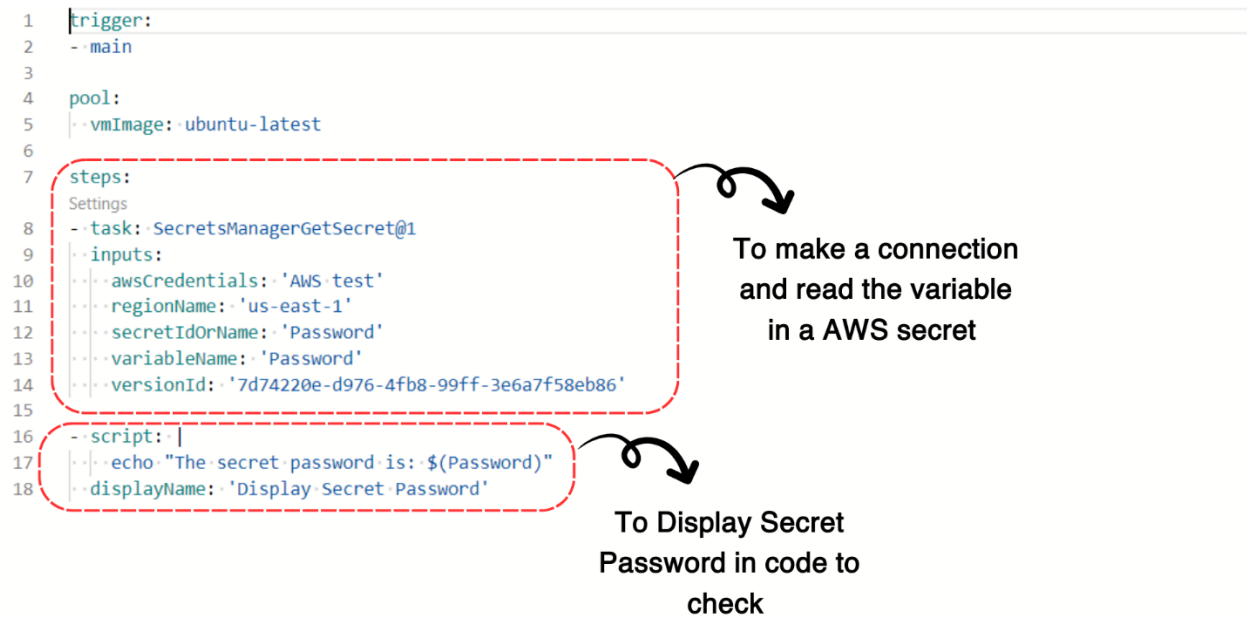 1 trigger:
2 - main
3
4 pool:
5 vmImage: ubuntu-latest
6
7 steps:
Settings
8 - task: SecretsManagerGetSecret@1
9 inputs:
10 awsCredentials: 'AWS test'
11 regionName: 'us-east-1'
12 secretIdOrName: 'Password'
13 variableName: 'Password'
14 versionId: '7d74220e-d976-4fb8-99ff-3e6a7f58eb86'
15
16 - script: |
17 echo "The secret password is: $(Password)"
18 displayName: 'Display Secret Password'
To make a connection
and read the variable
in a AWS secret
To Display Secret
Password in code to
check